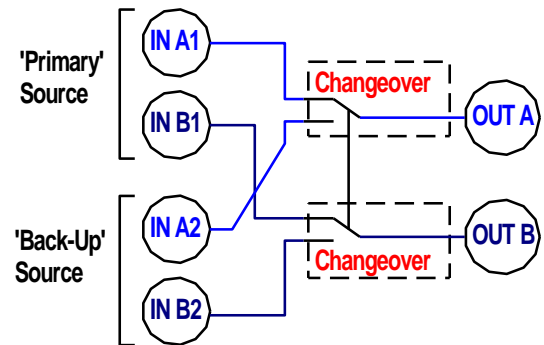 'Primary'
Source
IN A1
IN B1
Changeover
OUT A
'Back-Up'
Source
IN A2
IN B2
Changeover
OUT B